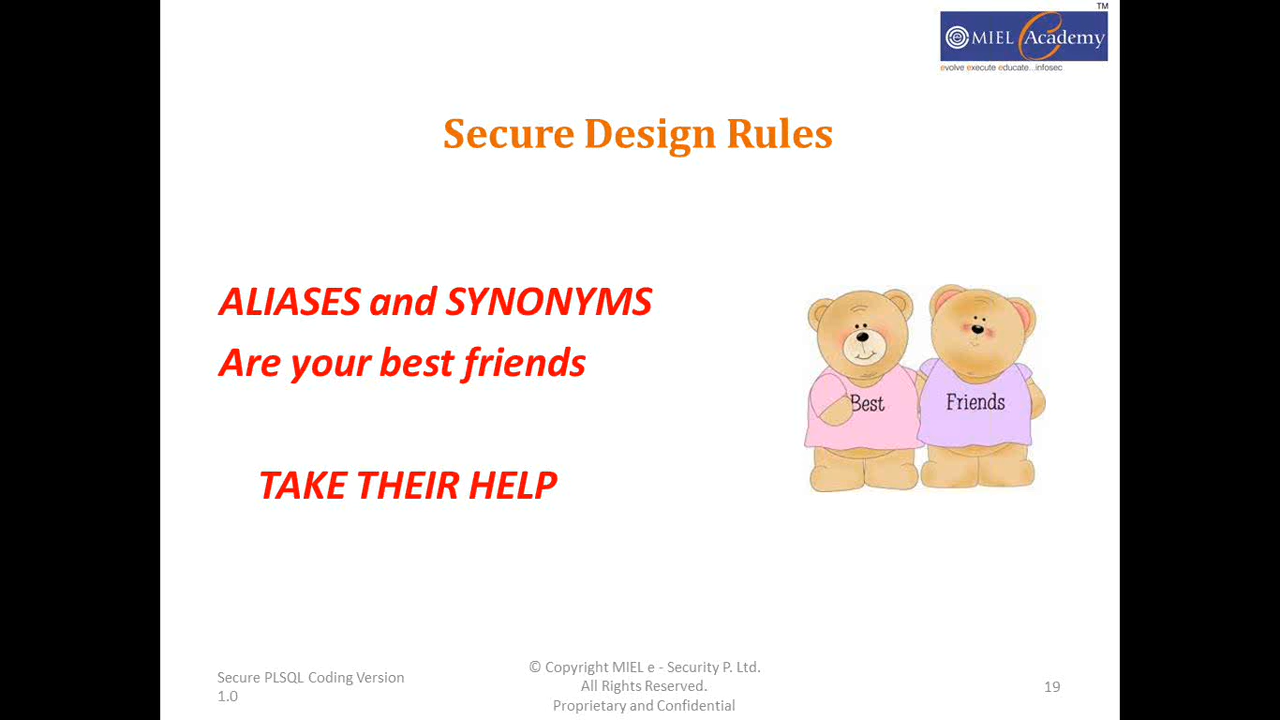 TM
MIEL Academy
evolve execute educate...infosec
Secure Design Rules
ALIASES and SYNONYMS
Are your best friends
Best
Friends
TAKE THEIR HELP
Secure PLSQL Coding Version
1.0
© Copyright MIEL e - Security P. Ltd.
All Rights Reserved.
Proprietary and Confidential
19